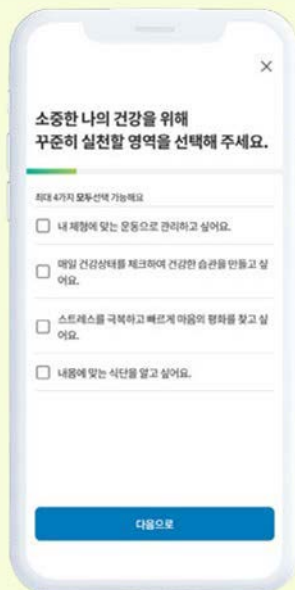 소중한 나의 건강을 위해
꾸준히 실천할 영역을 선택해 주세요.
최대 4가지 모두선택 가능해요
내 체형에 맞는 운동으로 관리하고 싶어요.
매일 건강상태를 체크하여 건강한 습관을 만들고 싶
어요.
스트레스를 극복하고 빠르게 마음의 평화를 찾고 싶
어요.
내몸에 맞는 식단을 알고 싶어요.
다음으로